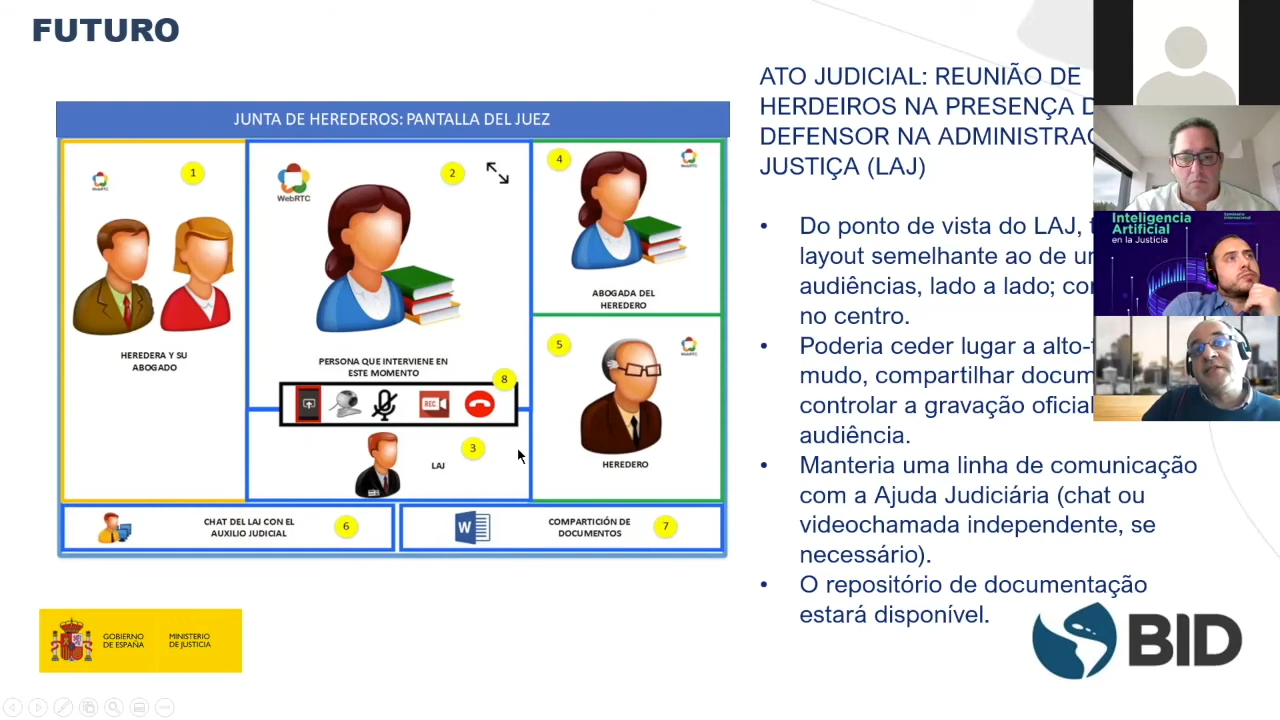 FUTURO
JUNTA DE HEREDEROS: PANTALLA DEL JUEZ
1
WebRTC
HEREDERA Y SU
ABOGADO
2
WebRTC
PERSONA QUE INTERVIENE EN
ESTE MOMENTO
8
REC
3
LAJ
4
WebRTC
ABOGADA DEL
HEREDERO
5
WebRTC
HEREDERO
CHAT DEL LAJ CON EL
AUXILIO JUDICIAL
6
W
COMPARTICIÓN DE
DOCUMENTOS
7
ATO JUDICIAL: REUNIÃO DE
HERDEIROS NA PRESENÇA
DEFENSOR NA
JUSTIÇA (LAJ)
• Do ponto de vista do LAJ,
layout semelhante ao de
audiências, lado a lado;
no centro.
• Poderia ceder lugar a
mudo, compartilhar
controlar a gravação oficial
audiência.
• Manteria uma linha de comunicação
com a Ajuda Judiciária (chat ou
videochamada independente, se
necessário).
• O repositório de documentação
estará disponível.
Inteligencia
Artificial
en la Justicia
Seminario
Internacional
GOBIERNO
DE ESPAÑA
MINISTERIO
DE JUSTICIA
BID